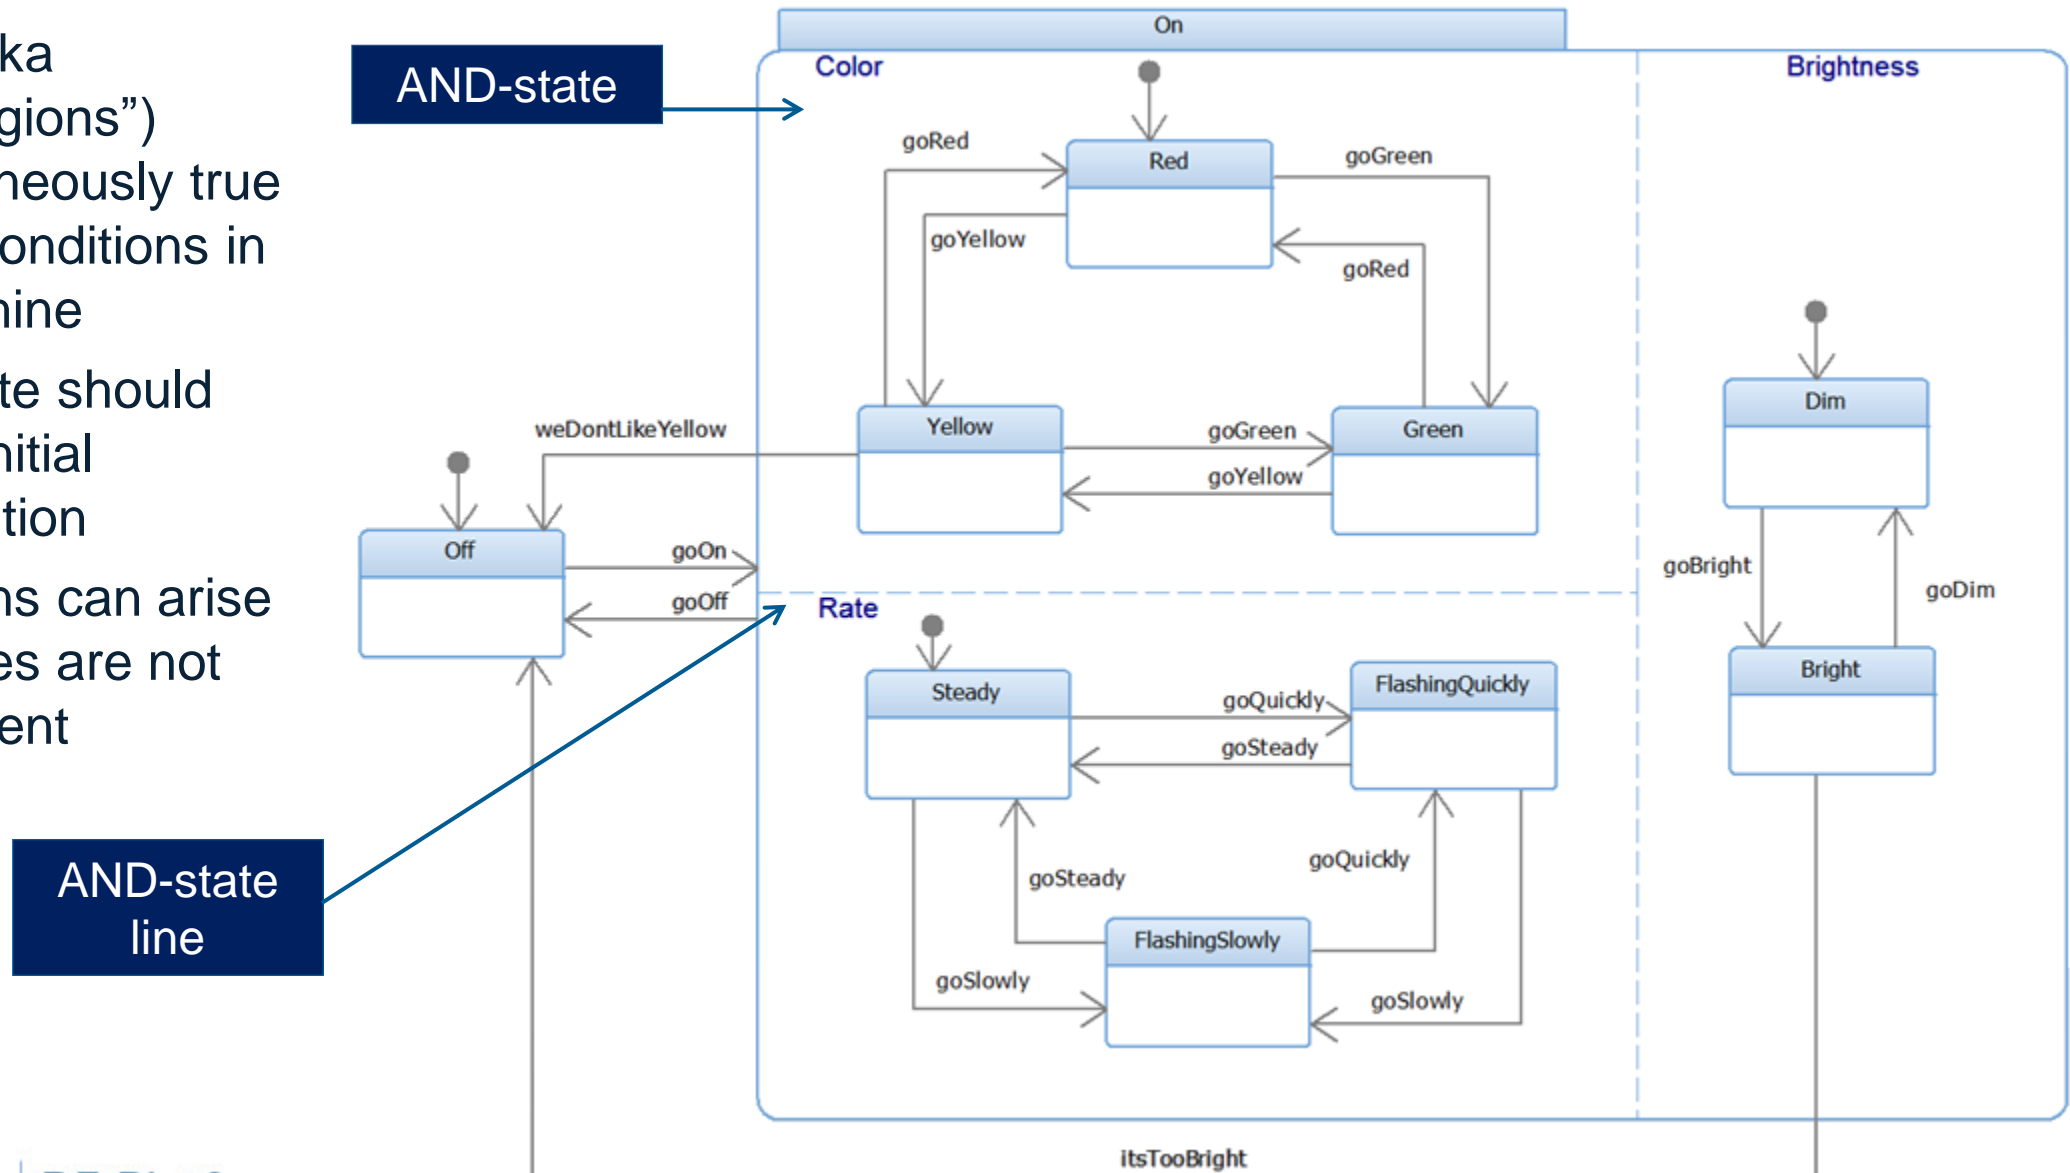 ka
gions”)
neously true
onditions in
hine
te should
nitial
tion
ns can arise
es are not
ent
AND-state
AND-state
line
On
Color
Brightness
goRed
Red
goGreen
goYellow
goRed
weDontLikeYellow
Yellow
goGreen
Green
goYellow
Dim
Off
goOn
goOff
goBright
goDim
Rate
Steady
goQuickly
FlashingQuickly
goSteady
Bright
goSteady
goQuickly
FlashingSlowly
goSlowly
goSlowly
itsTooBright